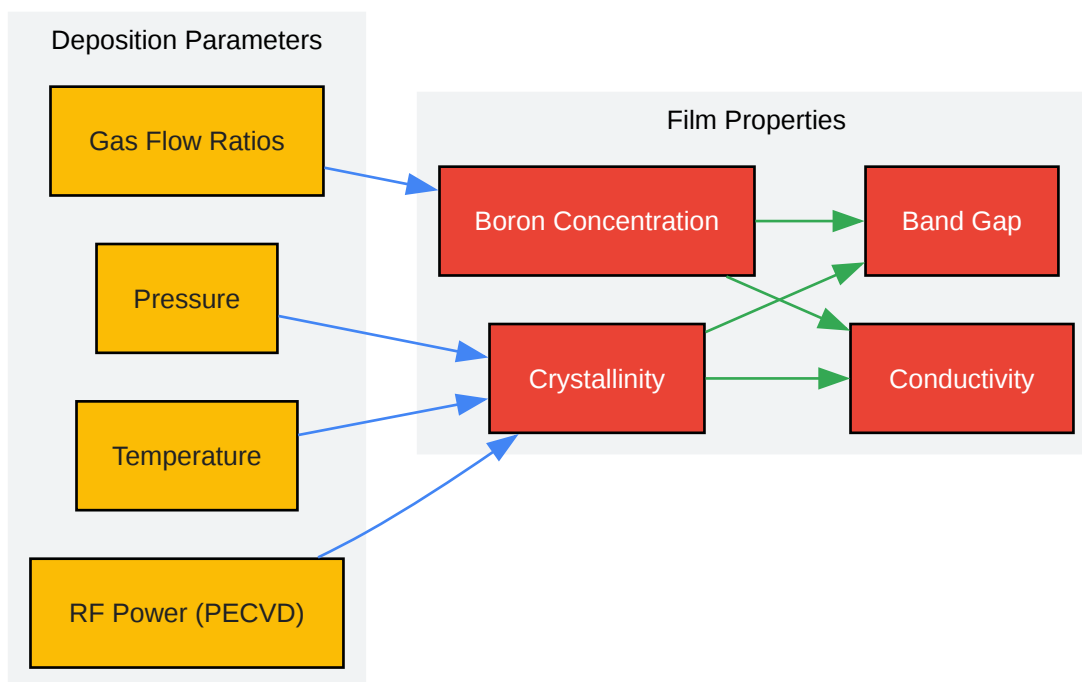 Deposition Parameters
Gas Flow Ratios
Pressure
Temperature
RF Power (PECVD)
Film Properties
Boron Concentration
Band Gap
Crystallinity
Conductivity